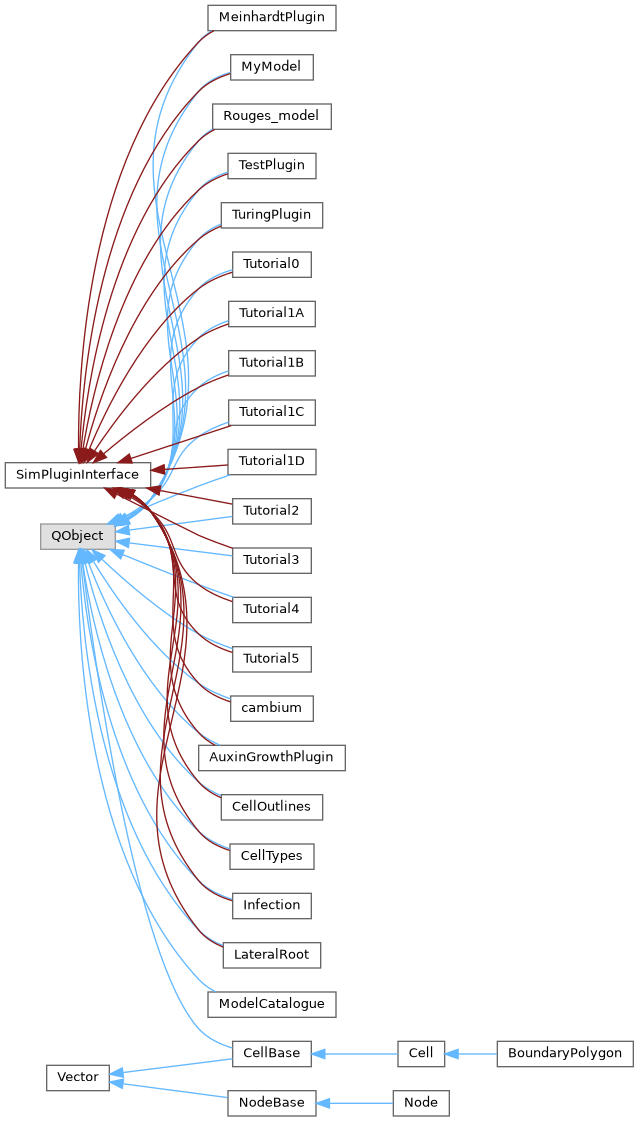 MeinhardtPlugin
MyModel
Rouges_model
TestPlugin
TuringPlugin
Tutorial0
Tutorial1A
Tutorial1B
Tutorial1C
Tutorial1D
SimPluginInterface
Tutorial2
QObject
Tutorial3
Tutorial4
Tutorial5
cambium
AuxinGrowthPlugin
CellOutlines
CellTypes
Infection
LateralRoot
ModelCatalogue
CellBase
Cell
BoundaryPolygon
Vector
NodeBase
Node